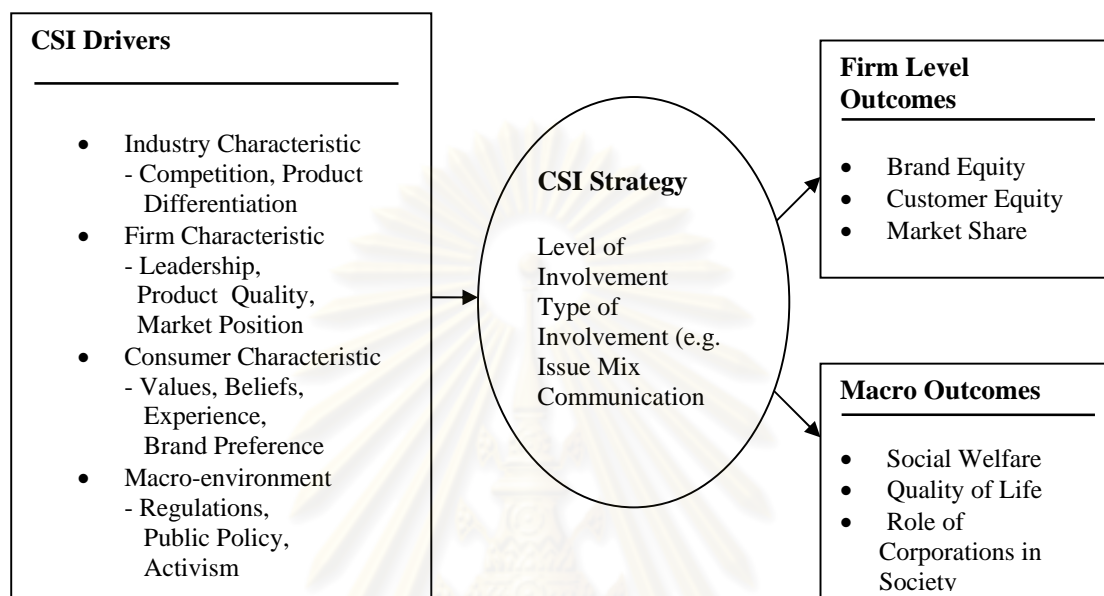 CSI Drivers
• Industry Characteristic
- Competition, Product
Differentiation
• Firm Characteristic
- Leadership,
Product Quality,
Market Position
• Consumer Characteristic
- Values, Beliefs,
Experience,
Brand Preference
• Macro-environment
- Regulations,
Public Policy,
Activism
CSI Strategy
Level of
Involvement
Type of
Involvement (e.g.
Issue Mix
Communication
Firm Level
Outcomes
• Brand Equity
• Customer Equity
• Market Share
Macro Outcomes
• Social Welfare
• Quality of Life
• Role of
Corporations in
Society